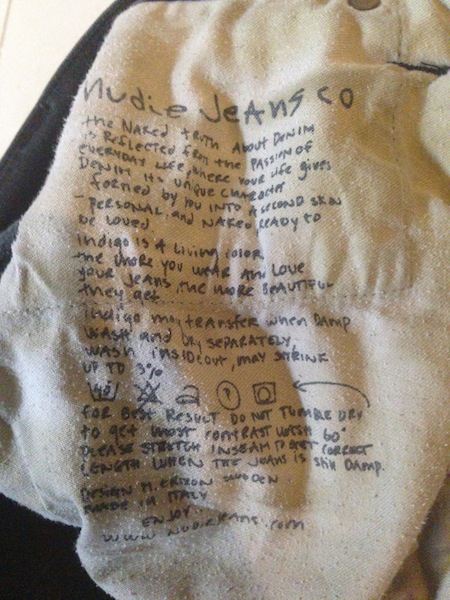 Nudie Jeans co
the Naked truth About Denim
is Reflected from the Passion of
everyday life, where your life gives
Denim its unique character
- formed by you into a second skin
- Personal and Naked, ready to
be loved.
Indigo is a living color,
the more you wear and love
your jeans, the more beautiful
they get
indigo may transfer when damp
wash and dry separately,
wash insideout, may shrink
up to 3%
for best result do not tumble dry
to get most contrast wash 60°
Please stretch inseam to get correct
length when the jeans is still damp.
Design M. Erixon Sweden
made in Italy
enjoy..
www.nudiejeans.com